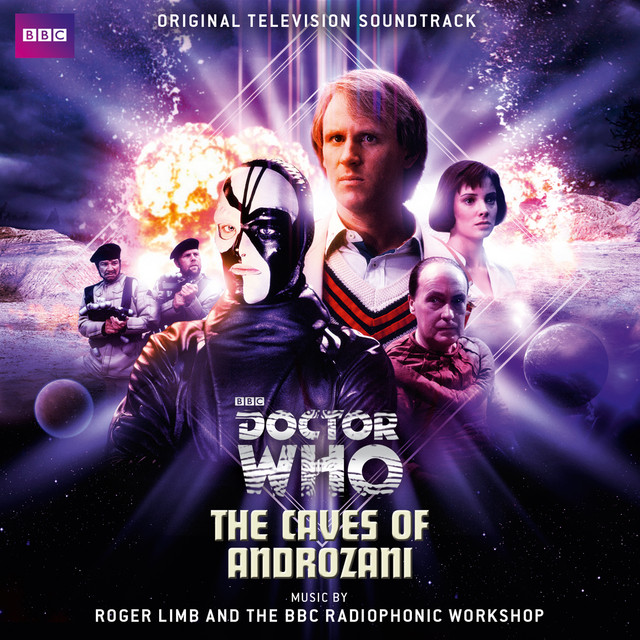 ORIGINAL TELEVISION SOUNDTRACK
BBC
BBC
DOCTOR
WHO
THE CAVES OF
ANDROZANI
MUSIC BY
ROGER LIMB AND THE BBC RADIOPHONIC WORKSHOP